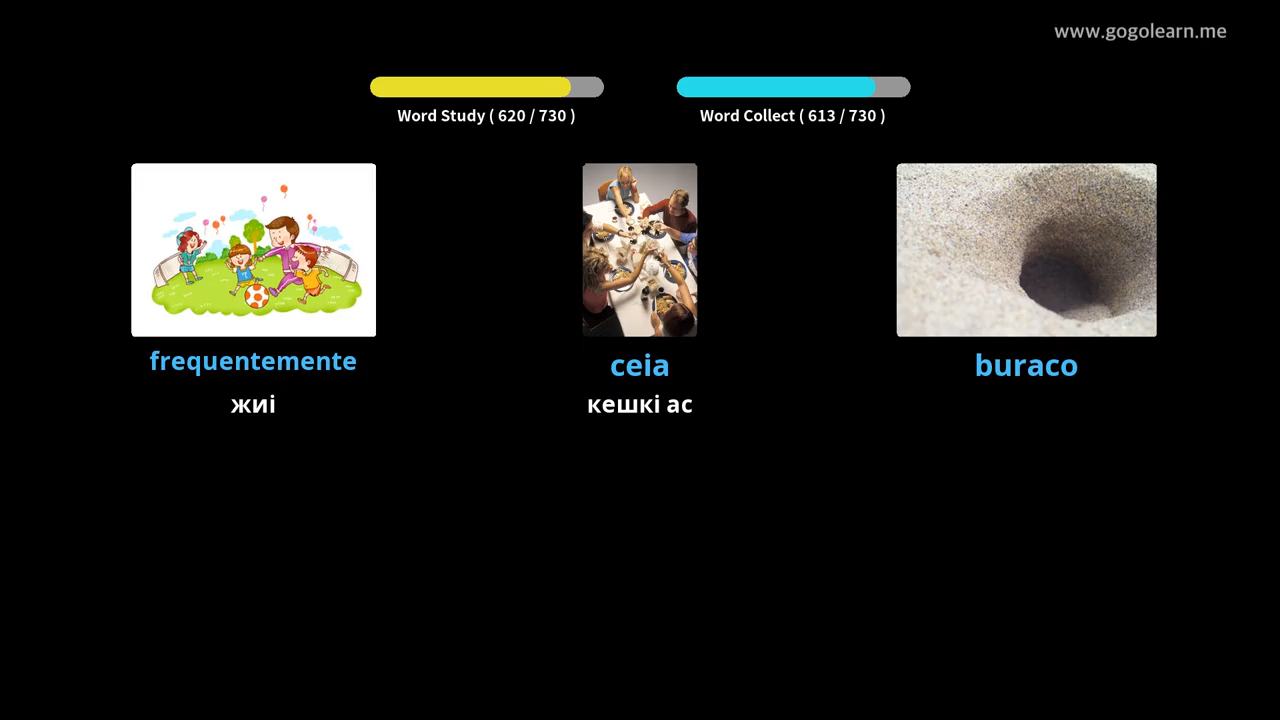 www.gogolearn.me
Word Study ( 620 / 730 )
Word Collect ( 613 / 730 )
frequentemente
ceia
buraco
жиі
кешкі ас